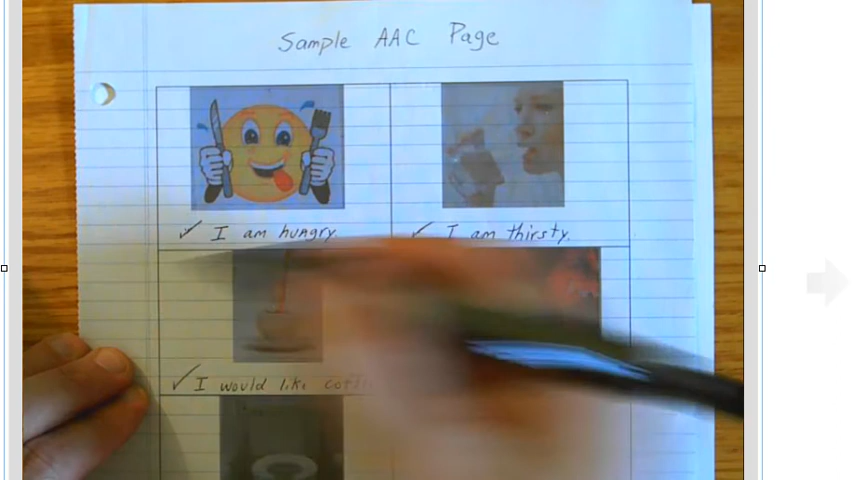 Sample AAC Page
✓ I am hungry.
✓ I am thirsty.
✓ I would like